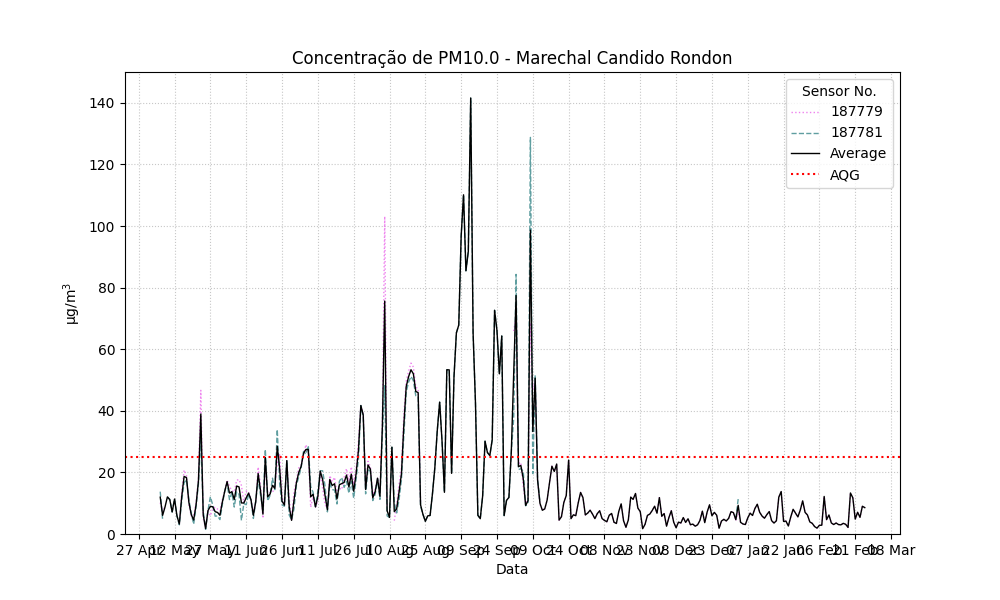 Concentração de PM10.0 - Marechal Candido Rondon
Sensor No.
187779
187781
Average
AQG
140
120
100
80
60
40
20
0
µg/m³
27 Apr 12 May 27 May 11 Jun 26 Jun 11 Jul 26 Jul 10 Aug 25 Aug 09 Sep 24 Sep 09 Oct 24 Oct 08 Nov 23 Nov 08 Dec 23 Dec 07 Jan 22 Jan 06 Feb 21 Feb 08 Mar
Data